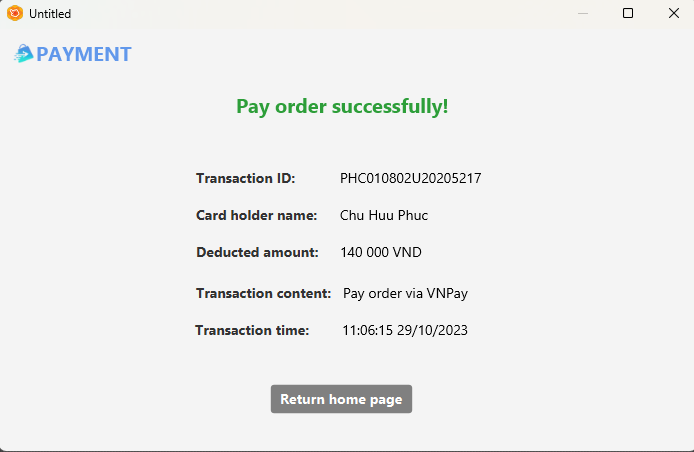 Untitled
PAYMENT
Pay order successfully!
Transaction ID: PHC010802U20205217
Card holder name: Chu Huu Phuc
Deducted amount: 140 000 VND
Transaction content: Pay order via VNPay
Transaction time: 11:06:15 29/10/2023
Return home page